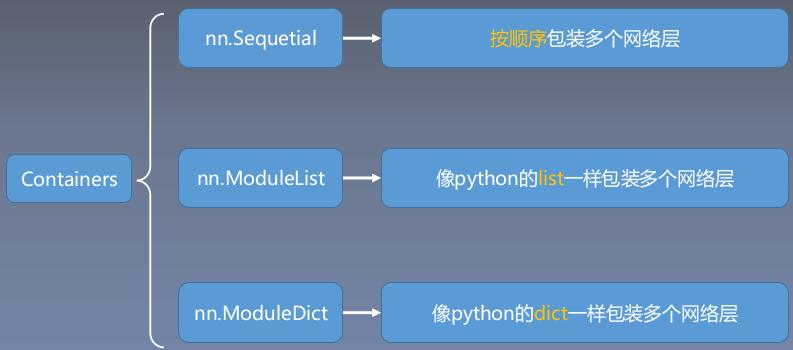 nn.Sequetial
按顺序包装多个网络层
Containers
nn.ModuleList
像python的list一样包装多个网络层
nn.ModuleDict
像python的dict一样包装多个网络层